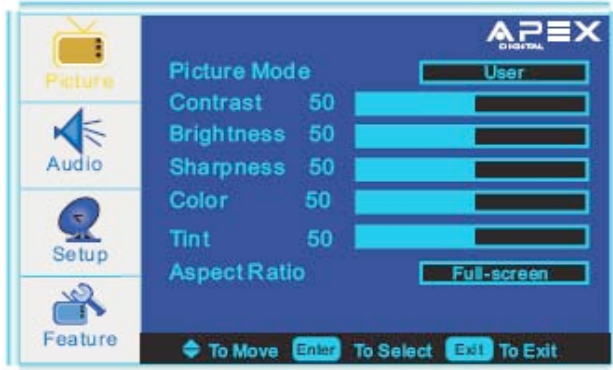 APEX
DIGITAL
Picture
Audio
Setup
Feature
Picture Mode User
Contrast 50
Brightness 50
Sharpness 50
Color 50
Tint 50
Aspect Ratio Full-screen
To Move Enter To Select Exit To Exit